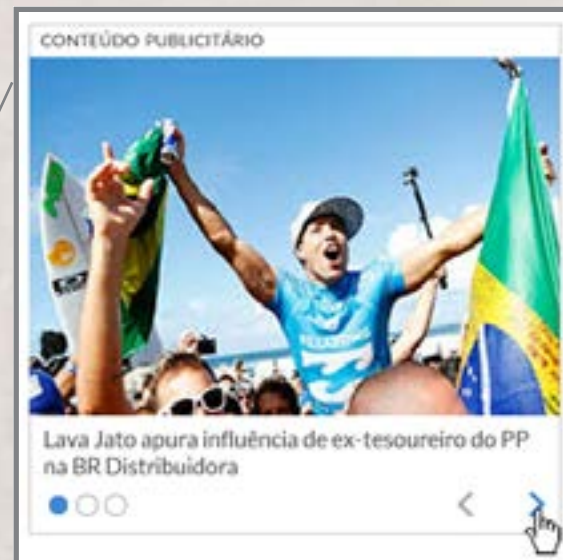 CONTEÚDO PUBLICITÁRIO
Lava Jato apura influência de ex-tesoureiro do PP
na BR Distribuidora